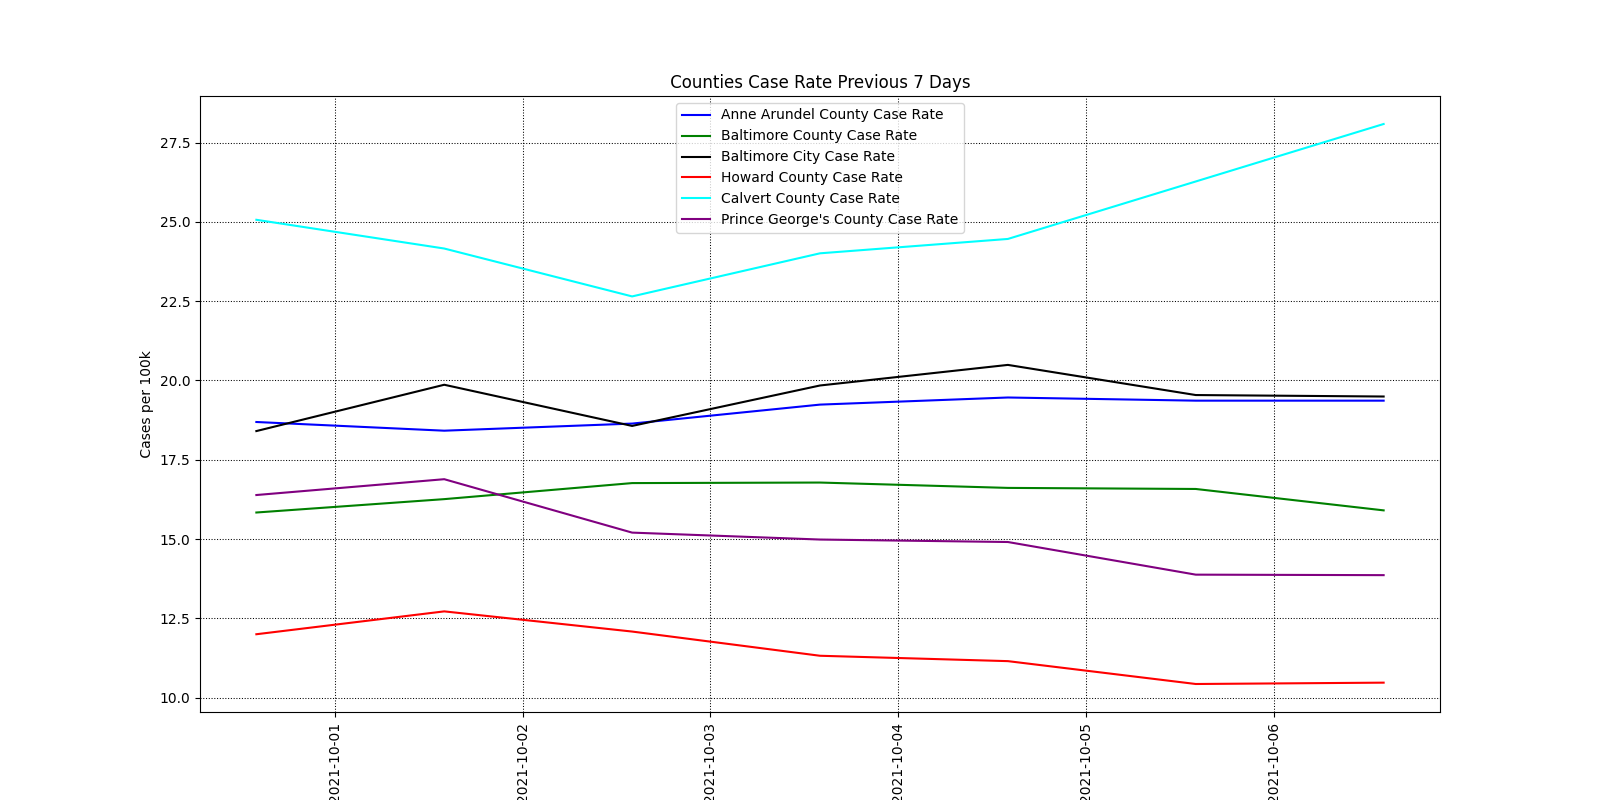 Counties Case Rate Previous 7 Days
Anne Arundel County Case Rate
Baltimore County Case Rate
Baltimore City Case Rate
Howard County Case Rate
Calvert County Case Rate
Prince George's County Case Rate
Cases per 100k
27.5
25.0
22.5
20.0
17.5
15.0
12.5
10.0
2021-10-01
2021-10-02
2021-10-03
2021-10-04
2021-10-05
2021-10-06